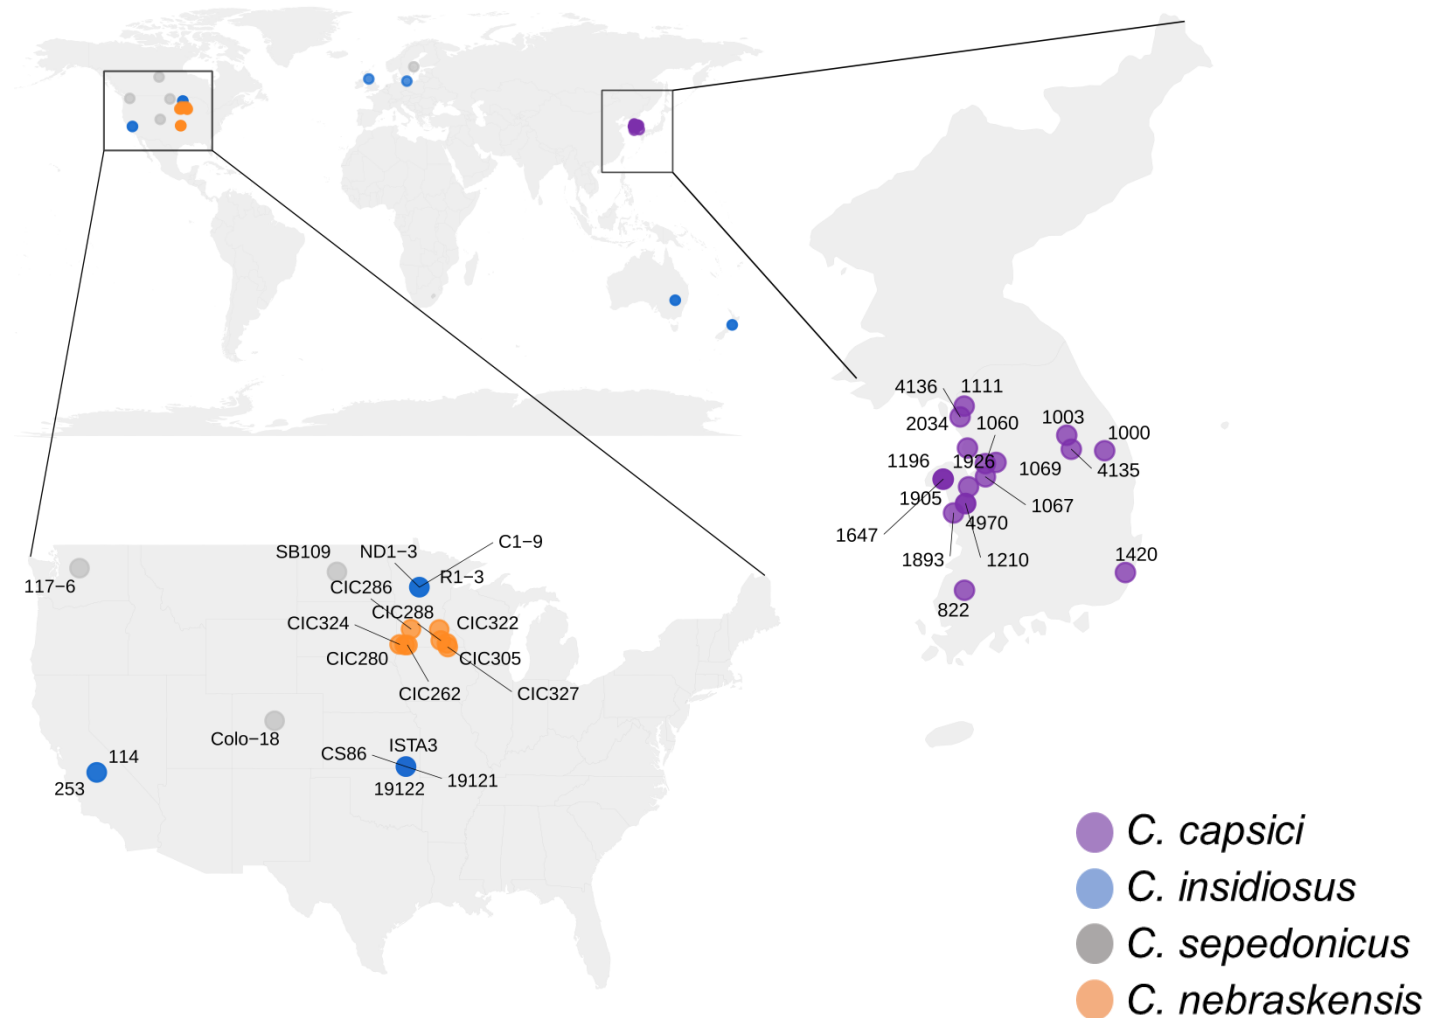 4136
1111
2034
1060
1003
1000
1196
1926
1069
4135
1905
1067
1647
4970
1893
1210
1420
822
SB109
ND1−3
C1−9
117−6
CIC286
R1−3
CIC288
CIC324
CIC322
CIC280
CIC305
CIC262
CIC327
Colo−18
114
CS86
ISTA3
253
19122
19121
C. capsici
C. insidiosus
C. sepedonicus
C. nebraskensis